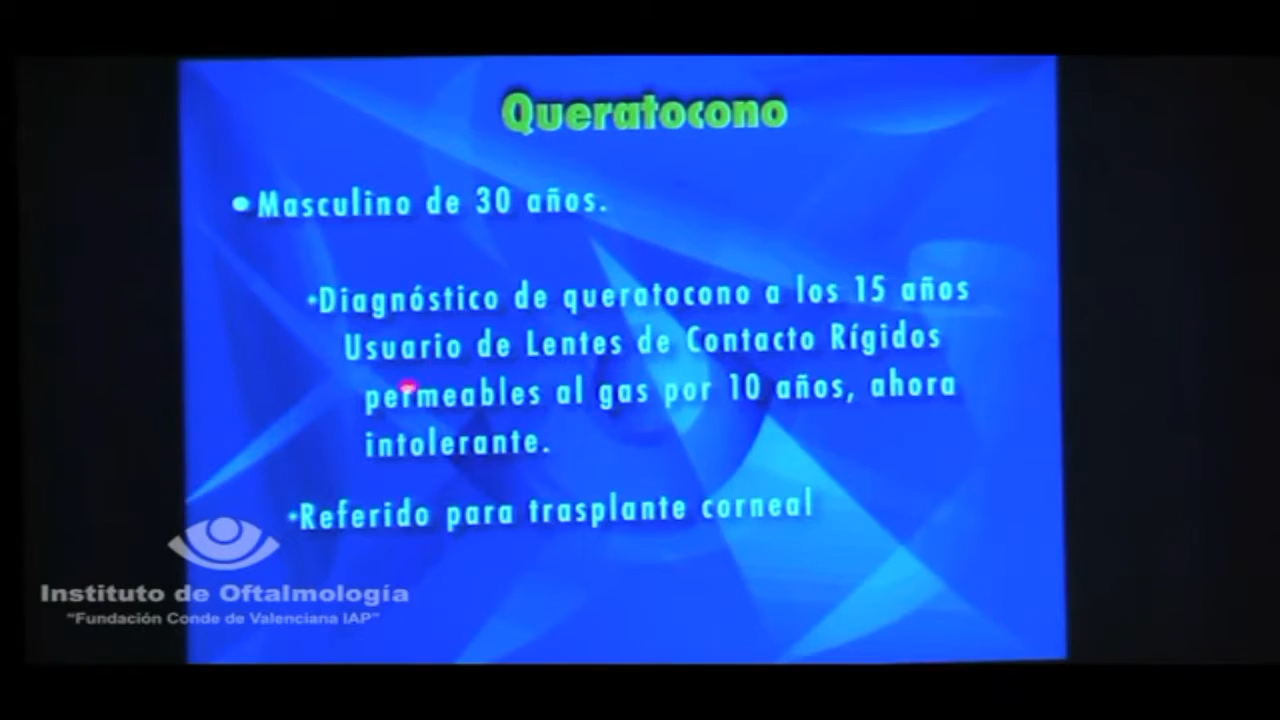 Queratocono
•Masculino de 30 años.
•Diagnóstico de queratocono a los 15 años
Usuario de Lentes de Contacto Rígidos
permeables al gas por 10 años, ahora
intolerante.
•Referido para trasplante corneal
Instituto de Oftalmología
"Fundación Conde de Valenciana IAP"